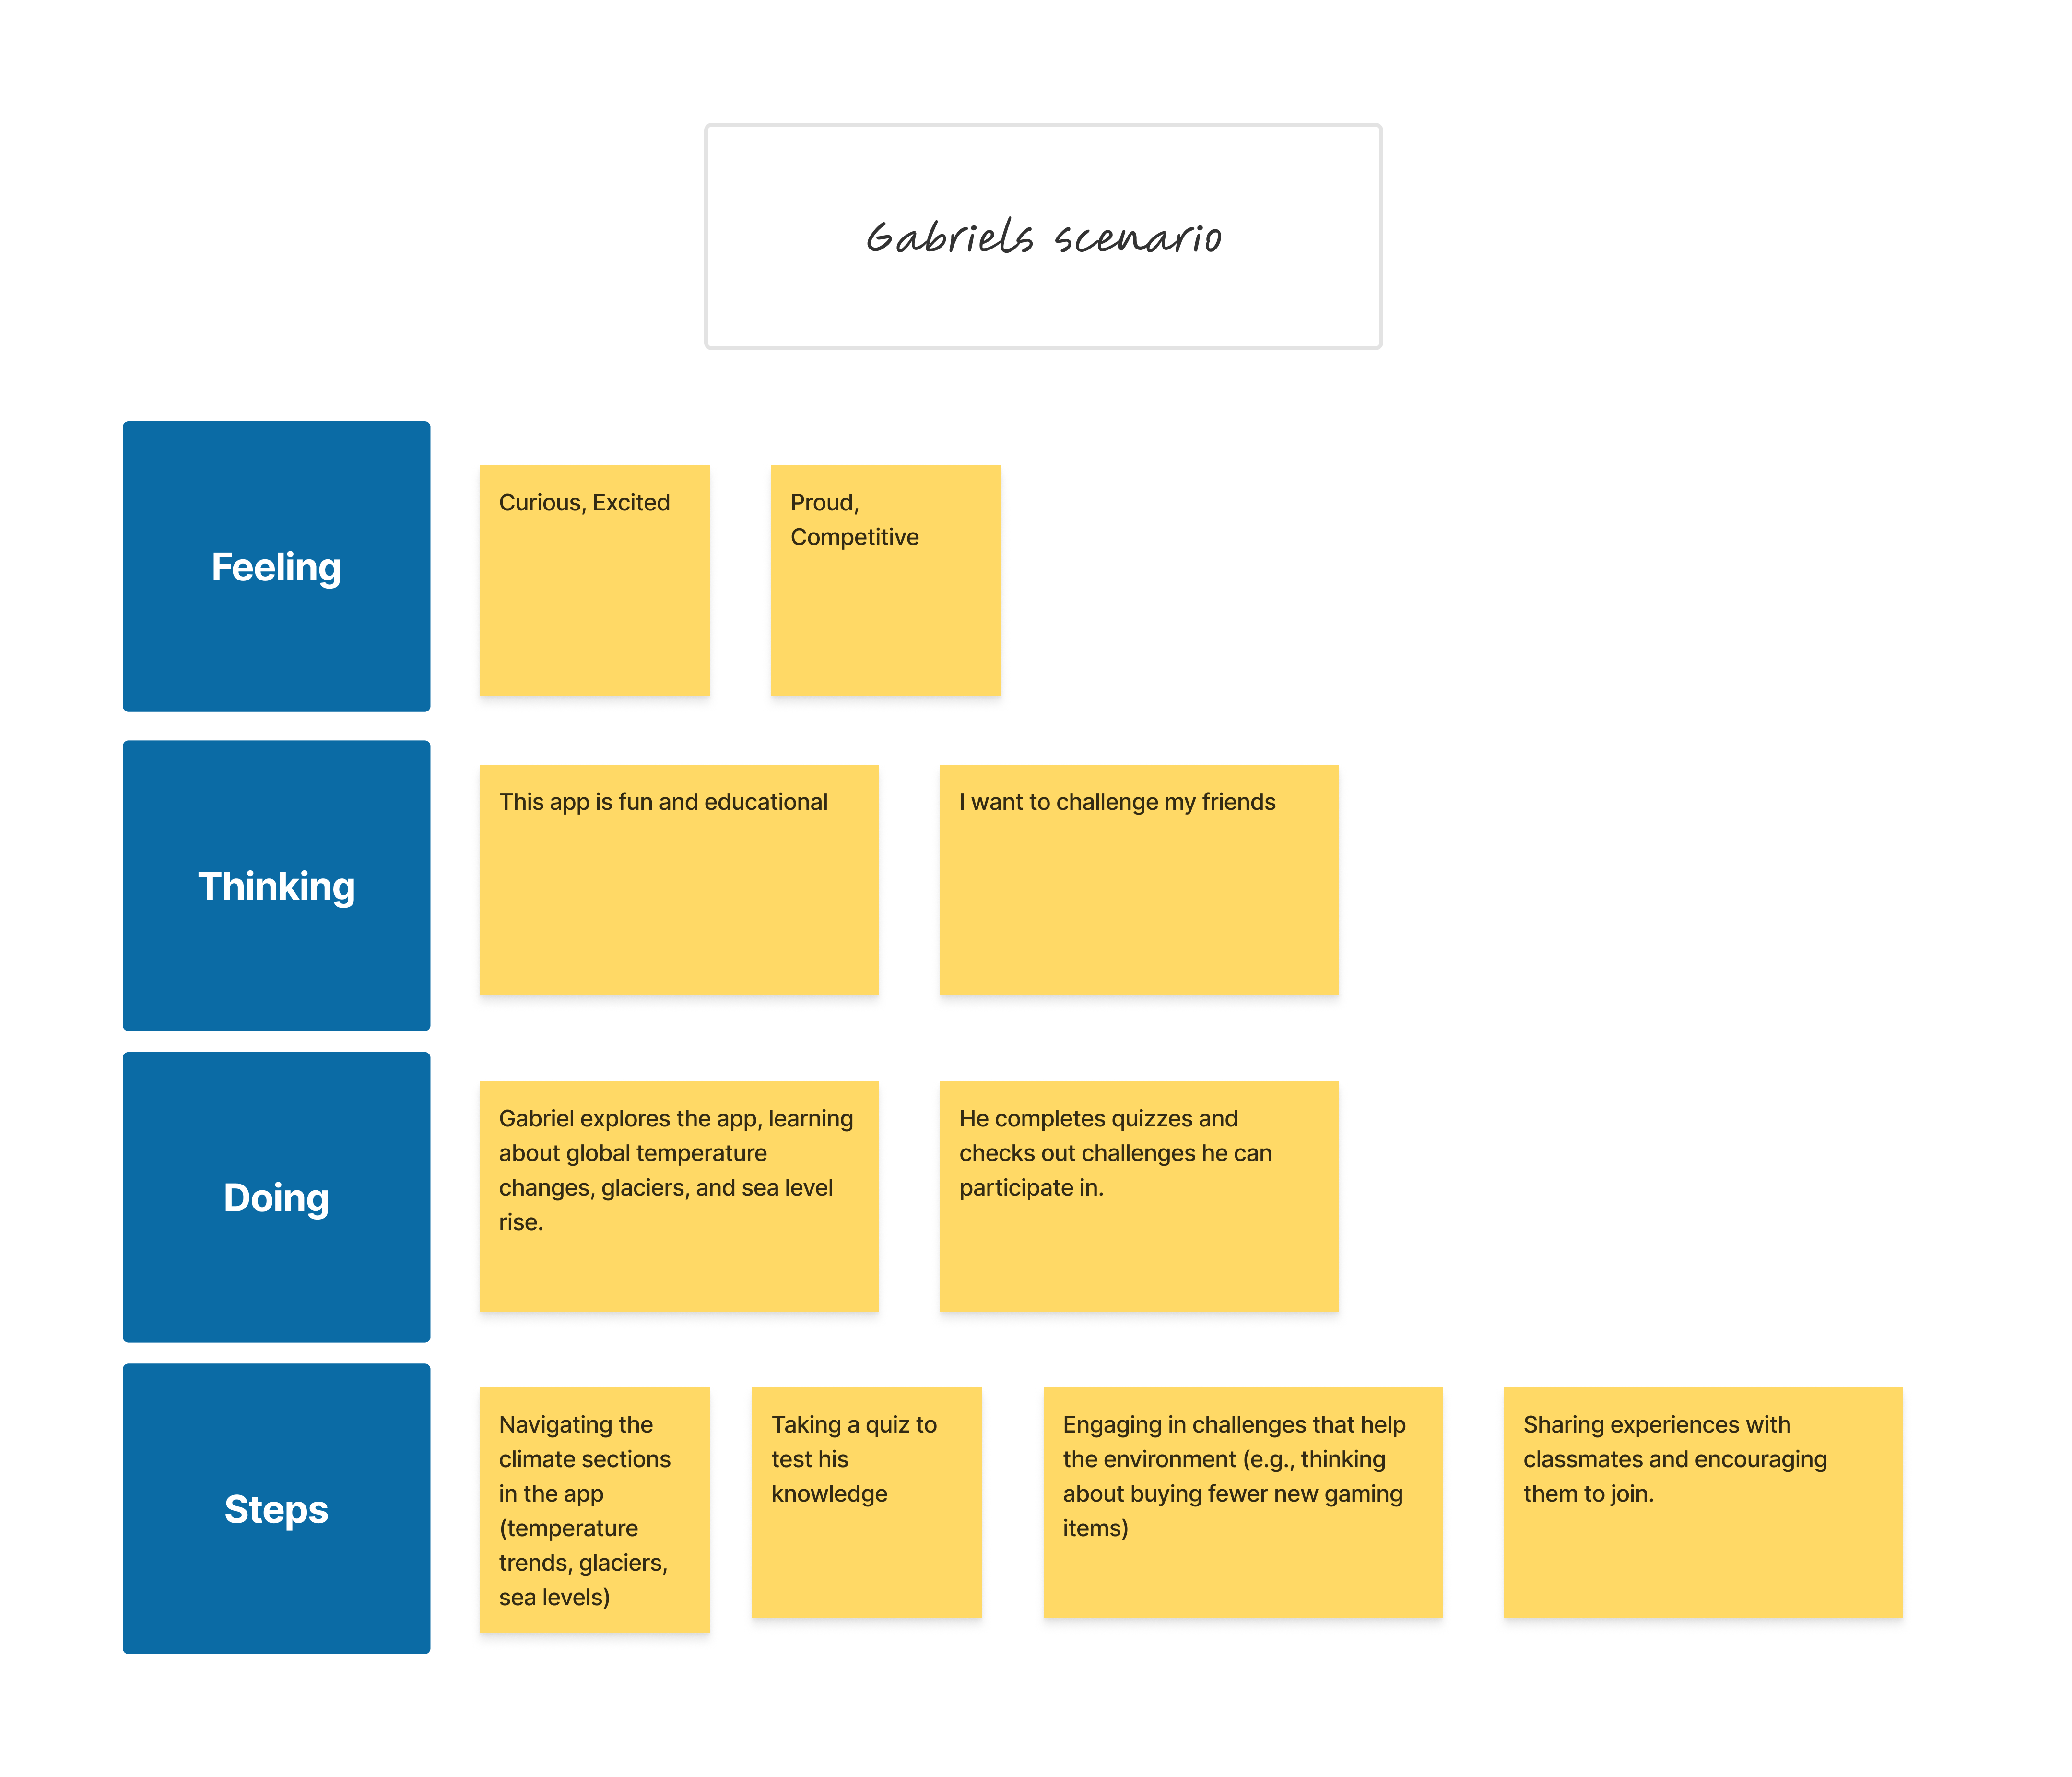 Gabriels scenario
Feeling
Curious, Excited
Proud,
Competitive
Thinking
This app is fun and educational
I want to challenge my friends
Doing
Gabriel explores the app, learning
about global temperature
changes, glaciers, and sea level
rise.
He completes quizzes and
checks out challenges he can
participate in.
Steps
Navigating the
climate sections
in the app
(temperature
trends, glaciers,
sea levels)
Taking a quiz to
test his
knowledge
Engaging in challenges that help
the environment (e.g., thinking
about buying fewer new gaming
items)
Sharing experiences with
classmates and encouraging
them to join.